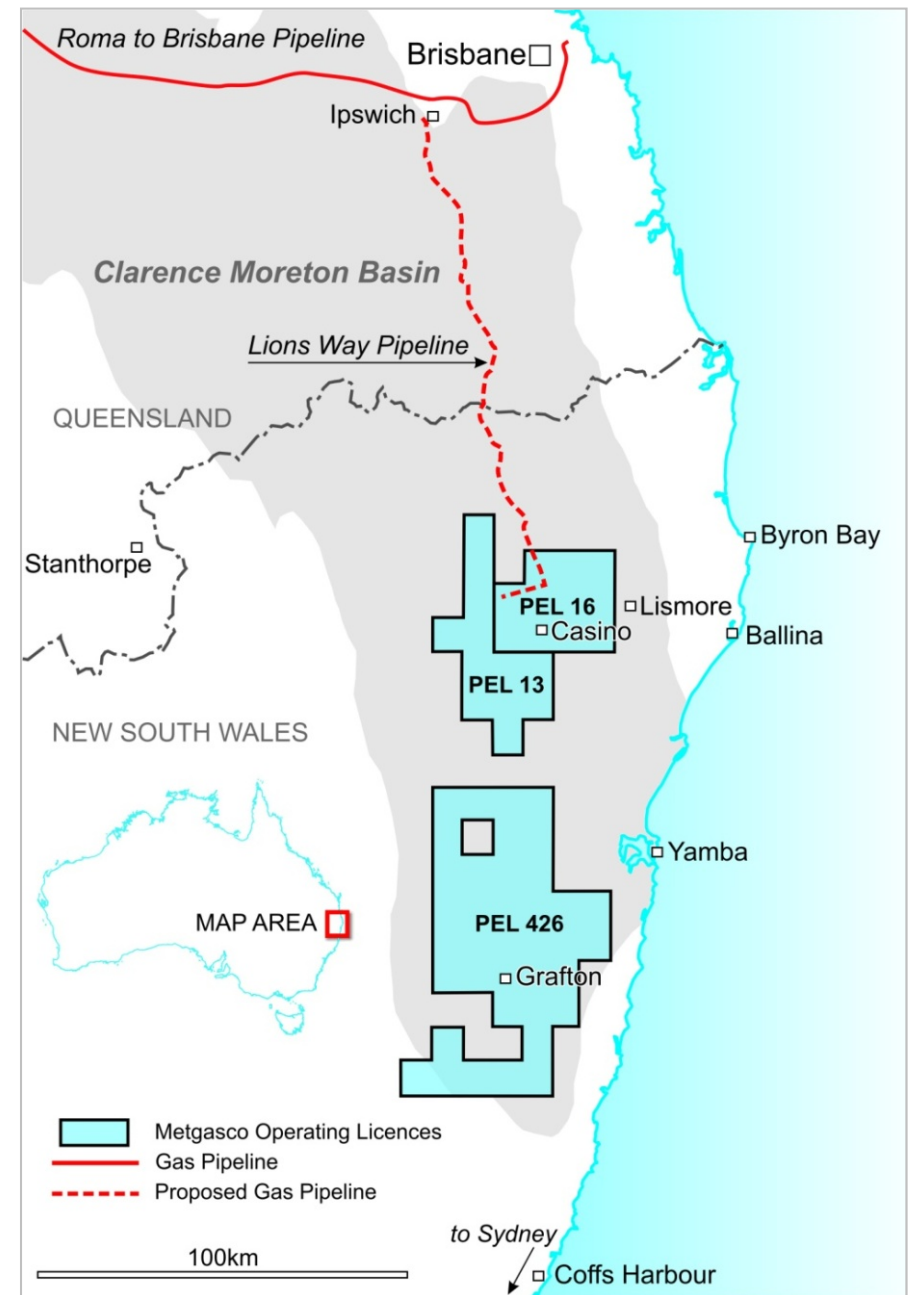 Roma to Brisbane Pipeline
Brisbane
Ipswich
Clarence Moreton Basin
Lions Way Pipeline
QUEENSLAND
Stanthorpe
Byron Bay
PEL 16
Lismore
Casino
Ballina
PEL 13
NEW SOUTH WALES
Yamba
MAP AREA
PEL 426
Grafton
Metgasco Operating Licences
Gas Pipeline
Proposed Gas Pipeline
to Sydney
100km
Coffs Harbour